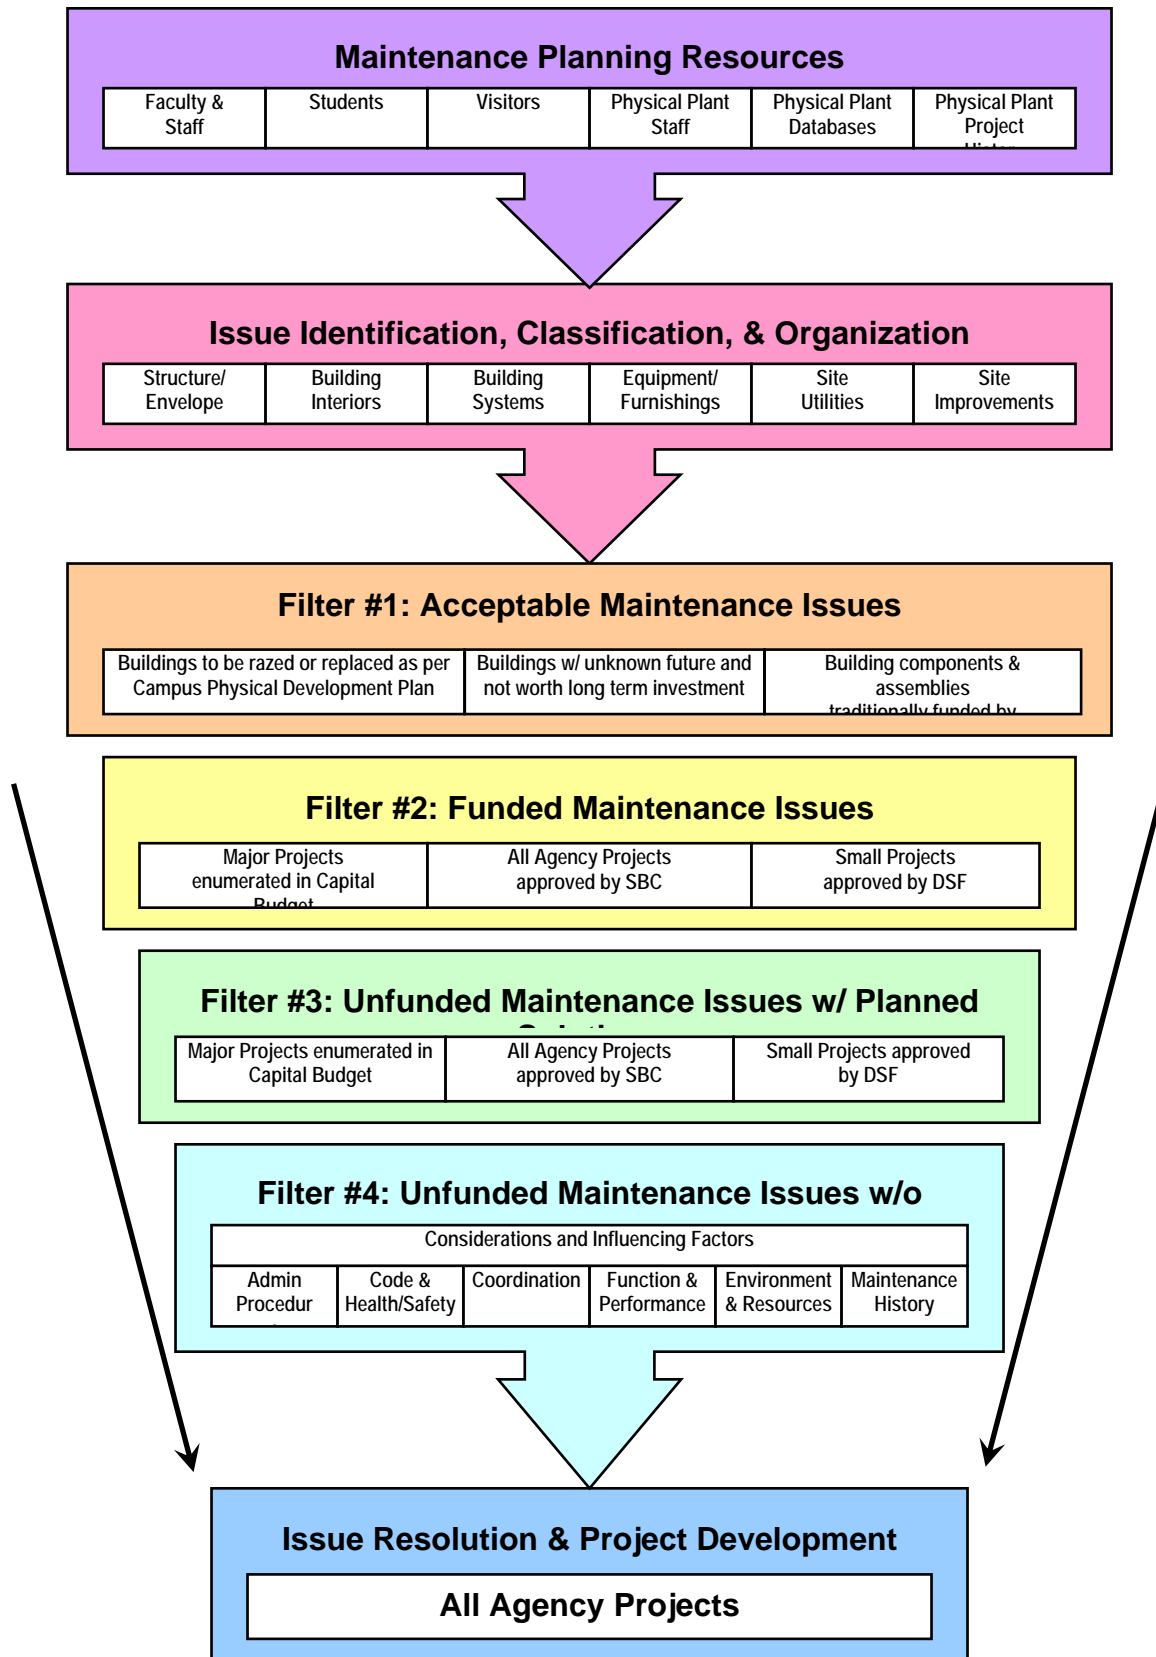 Maintenance Planning Resources
Faculty &
Staff
Students
Visitors
Physical Plant
Staff
Physical Plant
Databases
Physical Plant
Project
Issue Identification, Classification, & Organization
Structure/
Envelope
Building
Interiors
Building
Systems
Equipment/
Furnishings
Site
Utilities
Site
Improvements
Filter #1: Acceptable Maintenance Issues
Buildings to be razed or replaced as per
Campus Physical Development Plan
Buildings w/ unknown future and
not worth long term investment
Building components &
assemblies
traditionally funded by
Filter #2: Funded Maintenance Issues
Major Projects
enumerated in Capital
Budget
All Agency Projects
approved by SBC
Small Projects
approved by DSF
Filter #3: Unfunded Maintenance Issues w/ Planned
Major Projects enumerated in
Capital Budget
All Agency Projects
approved by SBC
Small Projects approved
by DSF
Filter #4: Unfunded Maintenance Issues w/o
Considerations and Influencing Factors
Admin
Procedur
Code &
Health/Safety
Coordination
Function &
Performance
Environment
& Resources
Maintenance
History
Issue Resolution & Project Development
All Agency Projects